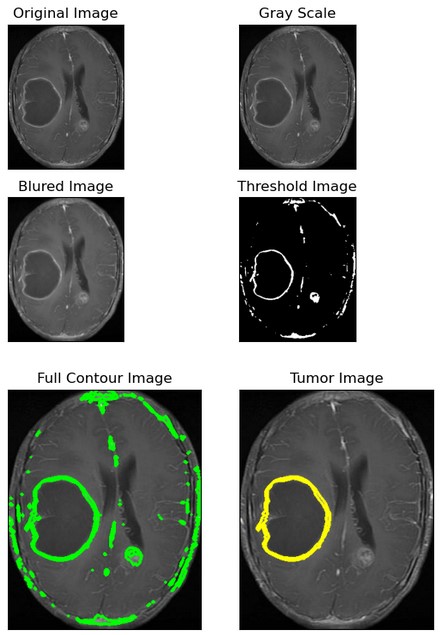 Original Image
Gray Scale
Blured Image
Threshold Image
Full Contour Image
Tumor Image